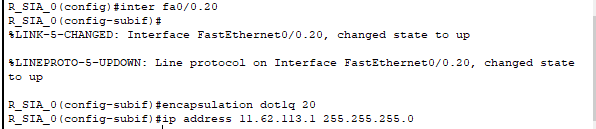 R_SIA_0(config)#inter fa0/0.20
R_SIA_0(config-subif)#
%LINK-5-CHANGED: Interface FastEthernet0/0.20, changed state to up
%LINEPROTO-5-UPDOWN: Line protocol on Interface FastEthernet0/0.20, changed state
to up
R_SIA_0(config-subif)#encapsulation dot1q 20
R_SIA_0(config-subif)#ip address 11.62.113.1 255.255.255.0